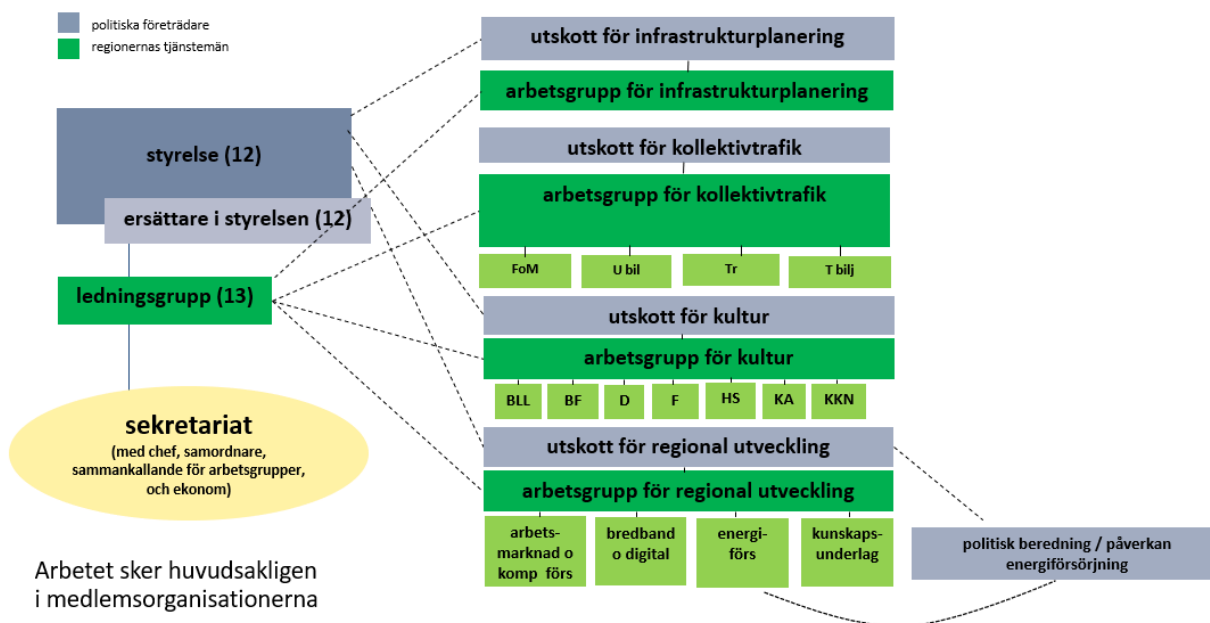 politiska företrädare
regionernas tjänstemän
styrelse (12)
ersättare i styrelsen (12)
ledningsgrupp (13)
sekretariat
(med chef, samordnare,
sammankallande för arbetsgrupper,
och ekonom)
Arbetet sker huvudsakligen
i medlemsorganisationerna
utskott för infrastrukturplanering
arbetsgrupp för infrastrukturplanering
utskott för kollektivtrafik
arbetsgrupp för kollektivtrafik
FoM
U bil
Tr
T bilj
utskott för kultur
arbetsgrupp för kultur
BLL
BF
D
F
HS
KA
KKN
utskott för regional utveckling
arbetsgrupp för regional utveckling
arbets-
marknad o
komp förs
bredband
o digital
energi-
förs
kunskaps-
underlag
politisk beredning / påverkan
energiförsörjning